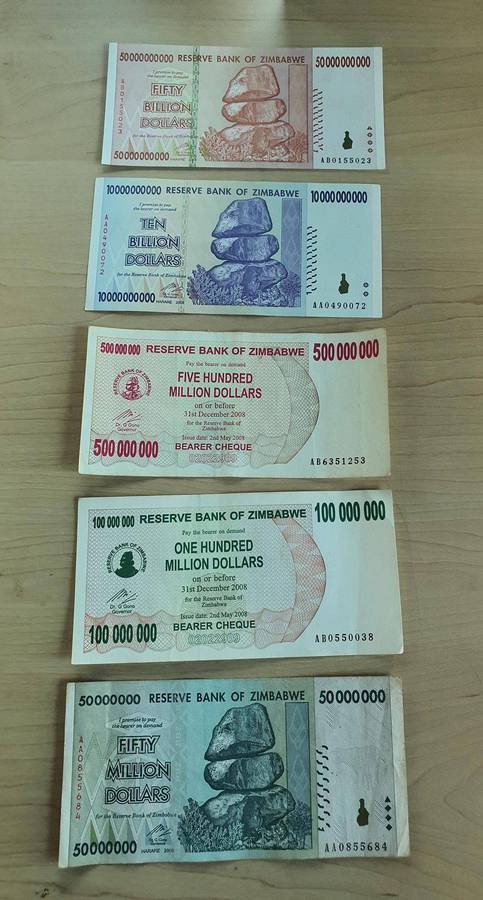 50000000000 RESERVE BANK OF ZIMBABWE 50000000000
I promise to pay
the bearer on demand
FIFTY
BILLION
DOLLARS
for the Reserve Bank of Zimbabwe
50000000000 HARARE
AB0155023
AB0155023
10000000000 RESERVE BANK OF ZIMBABWE 10000000000
I promise to pay
the bearer on demand
TEN
BILLION
DOLLARS
for the Reserve Bank of Zimbabwe
10000000000 HARARE 2008
AA0490072
AA0490072
500 000 000 RESERVE BANK OF ZIMBABWE 500 000 000
Pay the bearer on demand
FIVE HUNDRED
MILLION DOLLARS
on or before
31st December 2008
for the Reserve Bank of
Zimbabwe
RESERVE BANK OF ZIMBABWE
Dr. G Gono
Governor
Issue date: 2nd May 2008
500 000 000 BEARER CHEQUE
AB6351253
100 000 000 RESERVE BANK OF ZIMBABWE 100 000 000
Pay the bearer on demand
ONE HUNDRED
MILLION DOLLARS
on or before
31st December 2008
for the Reserve Bank of
Zimbabwe
RESERVE BANK OF ZIMBABWE
Dr. G Gono
Governor
Issue date: 2nd May 2008
100 000 000 BEARER CHEQUE
AB0550038
50000000 RESERVE BANK OF ZIMBABWE 50000000
I promise to pay
the bearer on demand
FIFTY
MILLION
DOLLARS
for the Reserve Bank of Zimbabwe
50000000 HARARE 2008
AA0855684
AA0855684